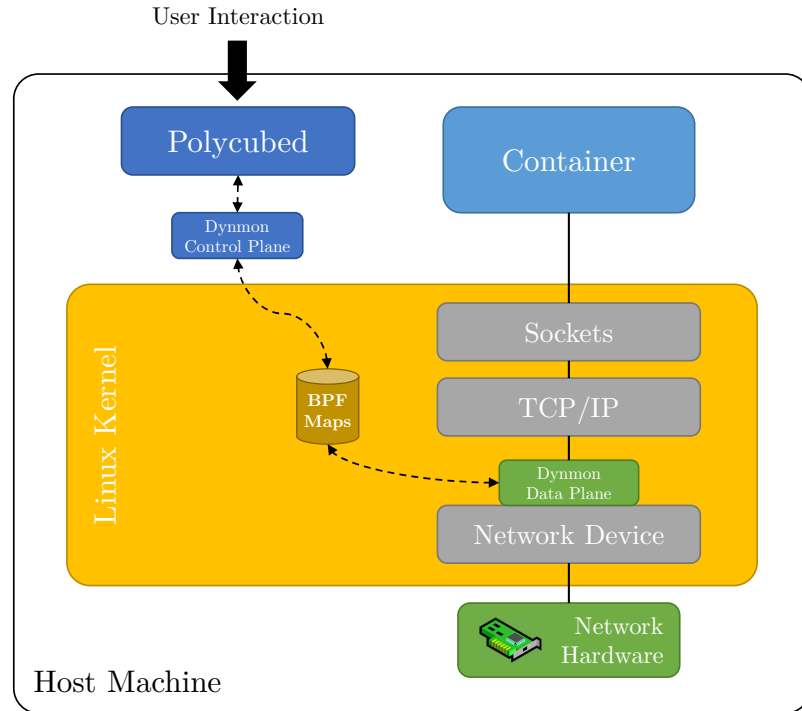 User Interaction
Polycubed
Container
Dynmon
Control Plane
Linux Kernel
Sockets
BPF
Maps
TCP/IP
Dynmon
Data Plane
Network Device
Network
Hardware
Host Machine